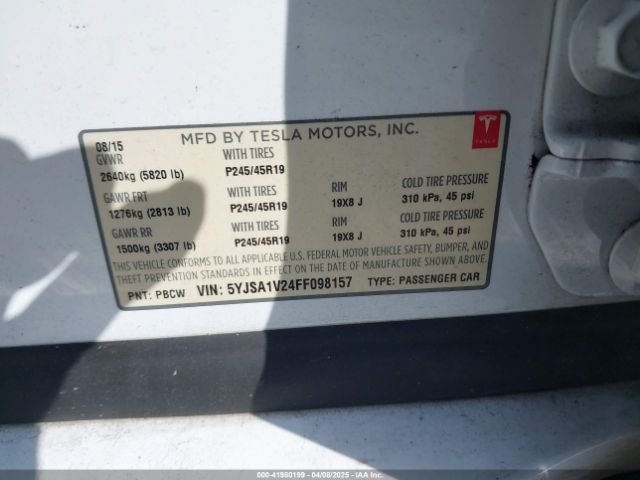 08/15 MFD BY TESLA MOTORS, INC. TESLA
GVWR WITH TIRES
2640kg (5820 lb) P245/45R19
GAWR FRT WITH TIRES RIM COLD TIRE PRESSURE
1276kg (2813 lb) P245/45R19 19X8 J 310 kPa, 45 psi
GAWR RR WITH TIRES RIM COLD TIRE PRESSURE
1500kg (3307 lb) P245/45R19 19X8 J 310 kPa, 45 psi
THIS VEHICLE CONFORMS TO ALL APPLICABLE U.S. FEDERAL MOTOR VEHICLE SAFETY, BUMPER, AND
THEFT PREVENTION STANDARDS IN EFFECT ON THE DATE OF MANUFACTURE SHOWN ABOVE.
PNT: PBCW VIN: 5YJSA1V24FF098157 TYPE: PASSENGER CAR
000-41980199 04/08/2025 IAA Inc. (All)